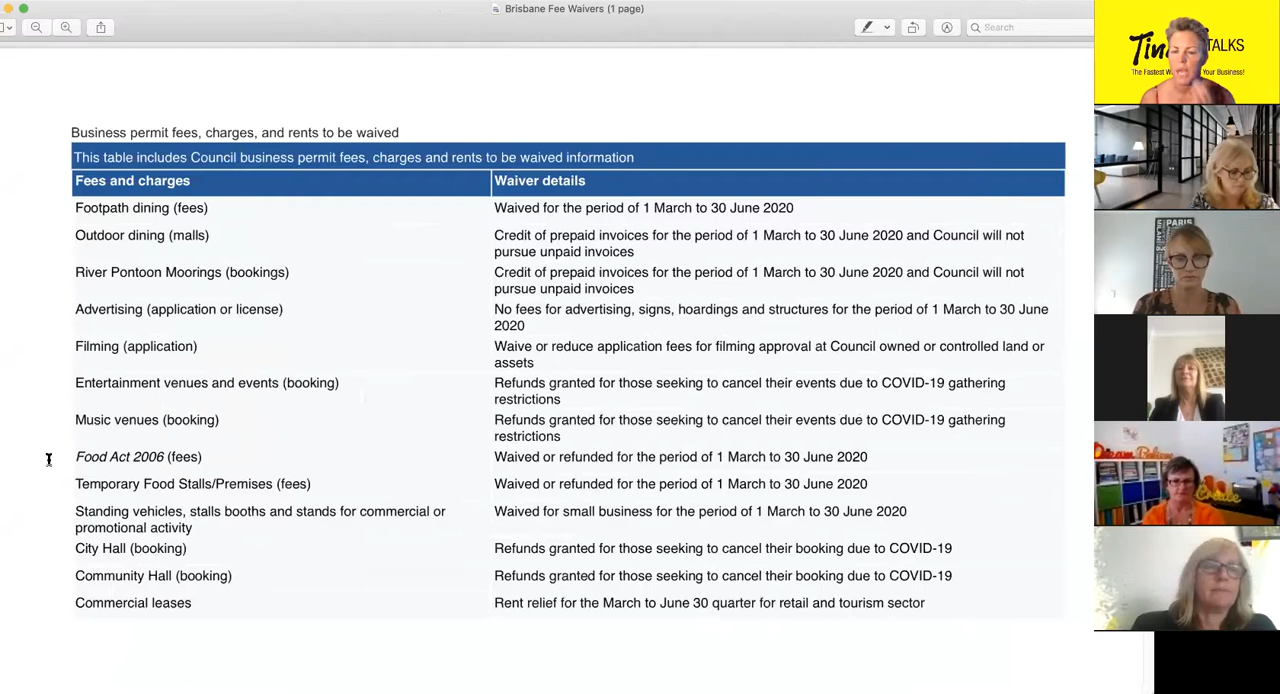 Brisbane Fee Waivers (1 page)
Search
Business permit fees, charges, and rents to be waived
This table includes Council business permit fees, charges and rents to be waived information
Fees and charges
Waiver details
Footpath dining (fees)
Waived for the period of 1 March to 30 June 2020
Outdoor dining (malls)
Credit of prepaid invoices for the period of 1 March to 30 June 2020 and Council will not
pursue unpaid invoices
River Pontoon Moorings (bookings)
Credit of prepaid invoices for the period of 1 March to 30 June 2020 and Council will not
pursue unpaid invoices
Advertising (application or license)
No fees for advertising, signs, hoardings and structures for the period of 1 March to 30 June
2020
Filming (application)
Waive or reduce application fees for filming approval at Council owned or controlled land or
assets
Entertainment venues and events (booking)
Refunds granted for those seeking to cancel their events due to COVID-19 gathering
restrictions
Music venues (booking)
Refunds granted for those seeking to cancel their events due to COVID-19 gathering
restrictions
Food Act 2006 (fees)
Waived or refunded for the period of 1 March to 30 June 2020
Temporary Food Stalls/Premises (fees)
Waived or refunded for the period of 1 March to 30 June 2020
Standing vehicles, stalls booths and stands for commercial or
promotional activity
Waived for small business for the period of 1 March to 30 June 2020
City Hall (booking)
Refunds granted for those seeking to cancel their booking due to COVID-19
Community Hall (booking)
Refunds granted for those seeking to cancel their booking due to COVID-19
Commercial leases
Rent relief for the March to June 30 quarter for retail and tourism sector
TALKS
The Fastest Your Business!
PARIS
Dream Believe
Create